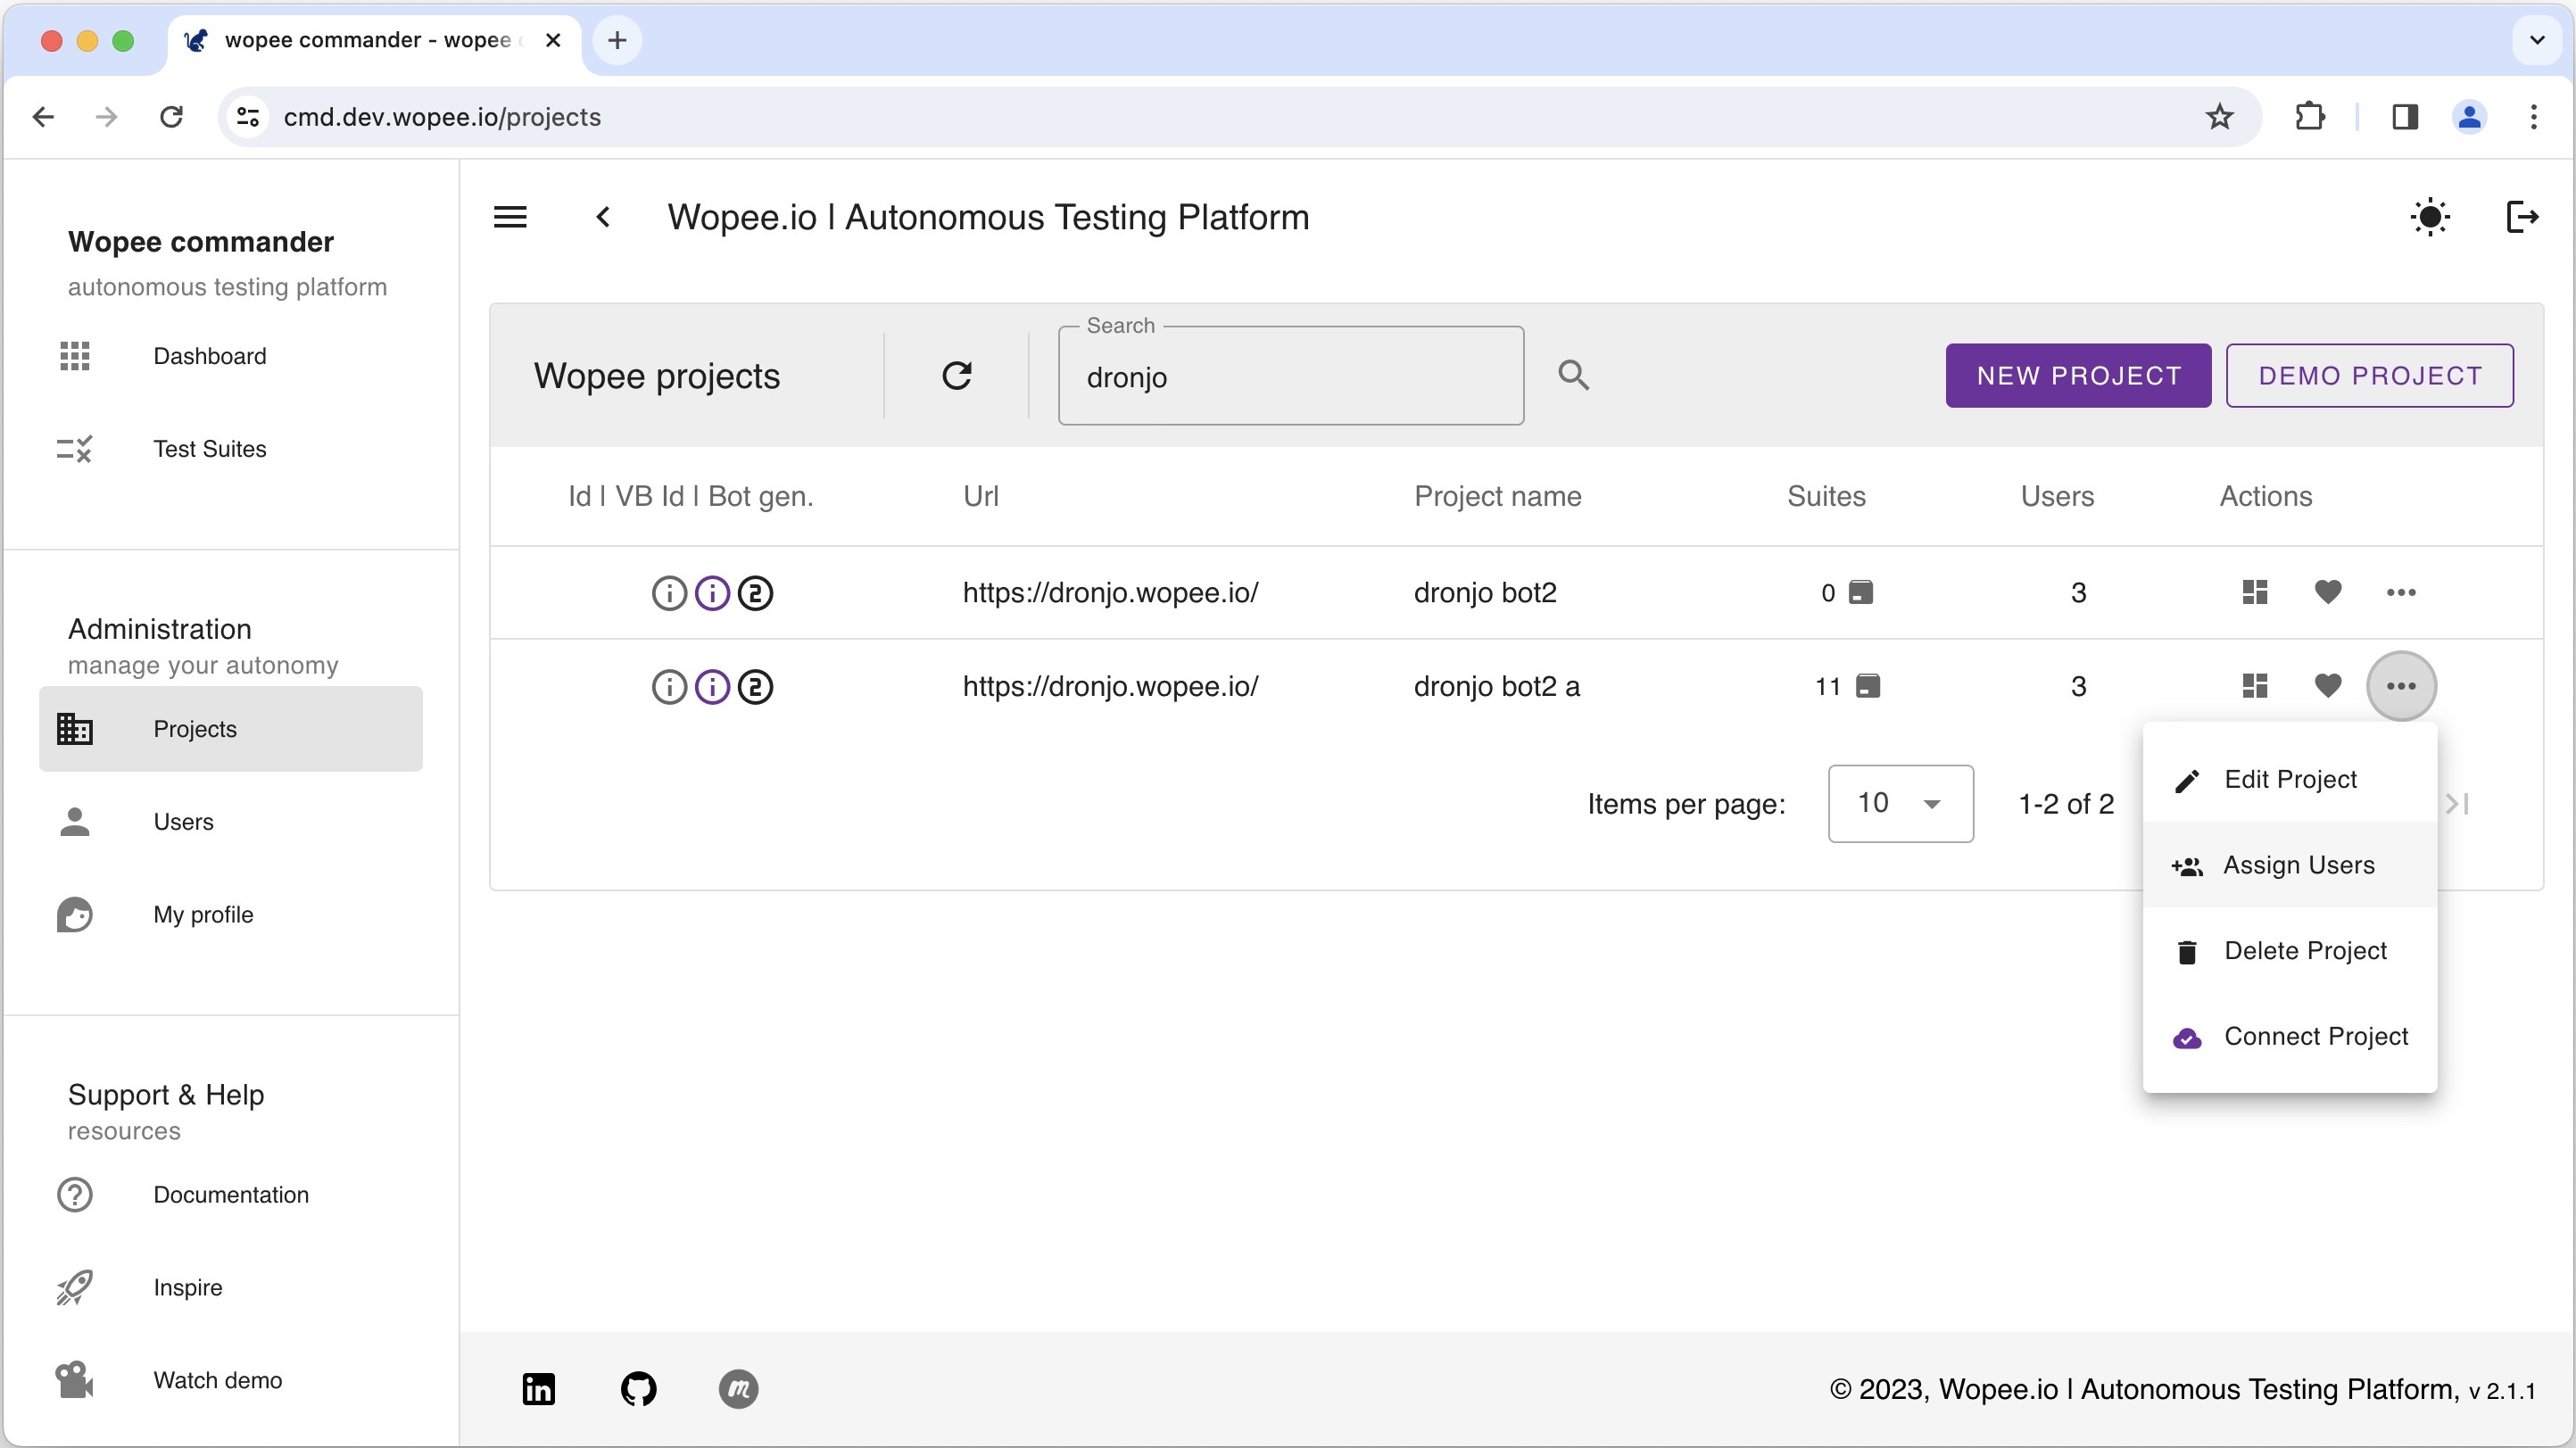 wopee commander - wopee
cmd.dev.wopee.io/projects
Wopee commander
autonomous testing platform
Dashboard
Test Suites
Administration
manage your autonomy
Projects
Users
My profile
Support & Help
resources
Documentation
Inspire
Watch demo
Wopee.io | Autonomous Testing Platform
Wopee projects
Search
dronjo
NEW PROJECT
DEMO PROJECT
Id | VB Id | Bot gen. Url Project name Suites Users Actions
2 https://dronjo.wopee.io/ dronjo bot2 0 3
2 https://dronjo.wopee.io/ dronjo bot2 a 11 3
Items per page: 10 1-2 of 2
Edit Project
Assign Users
Delete Project
Connect Project
© 2023, Wopee.io | Autonomous Testing Platform, v 2.1.1